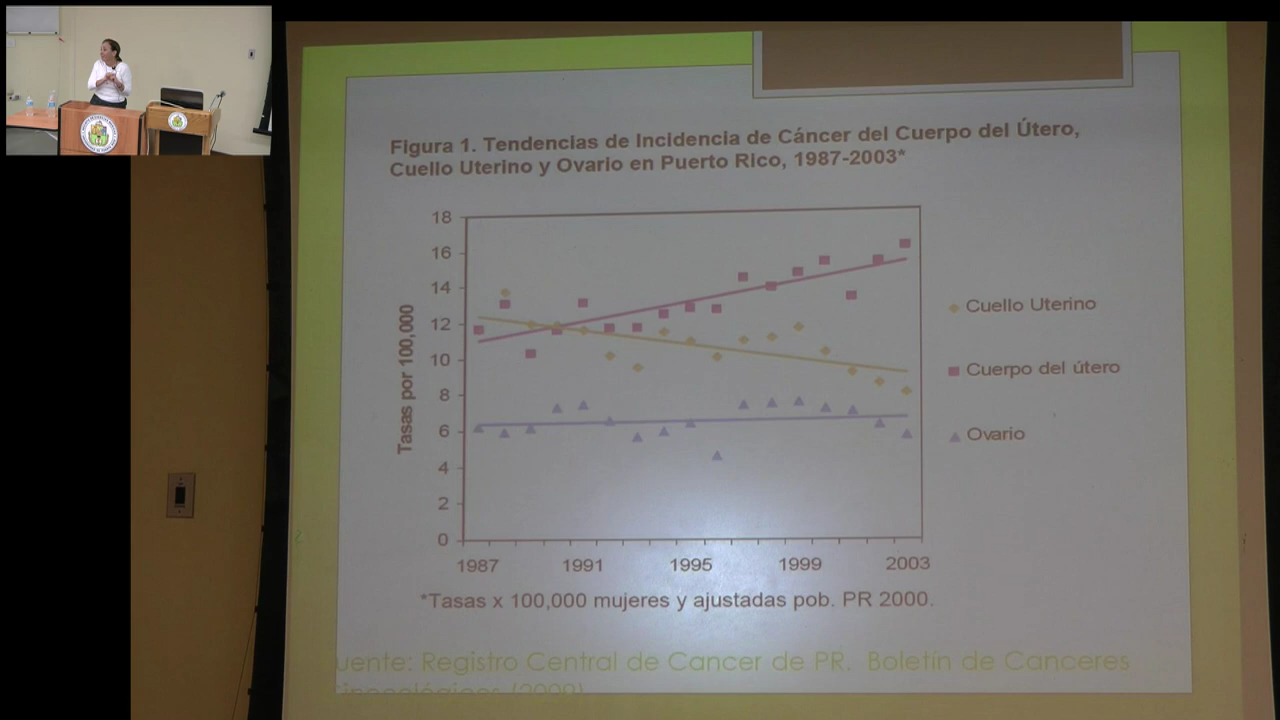 Figura 1. Tendencias de Incidencia de Cáncer del Cuerpo del Útero,
Cuello Uterino y Ovario en Puerto Rico, 1987-2003*
18
16
14
12
10
8
6
4
2
0
Tasas por 100,000
1987 1991 1995 1999 2003
Cuello Uterino
Cuerpo del útero
Ovario
*Tasas x 100,000 mujeres y ajustadas pob. PR 2000.
uente: Registro Central de Cancer de PR. Boletín de Canceres